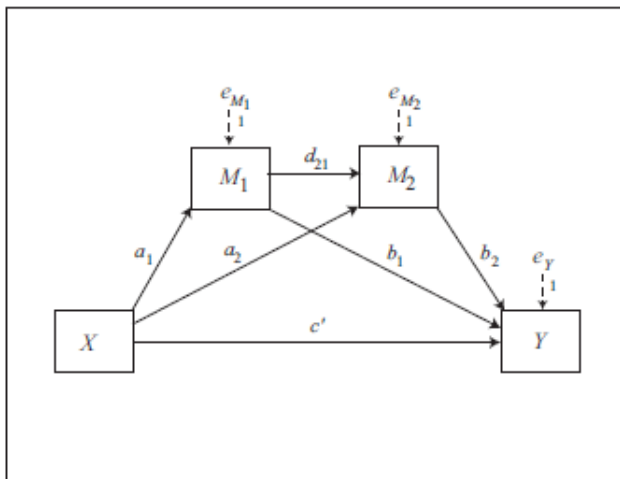 e_{M_1} e_{M_2}
1 1
d_{21}
M_1 M_2
a_1 a_2 b_1 b_2 e_Y
1
c'
X Y